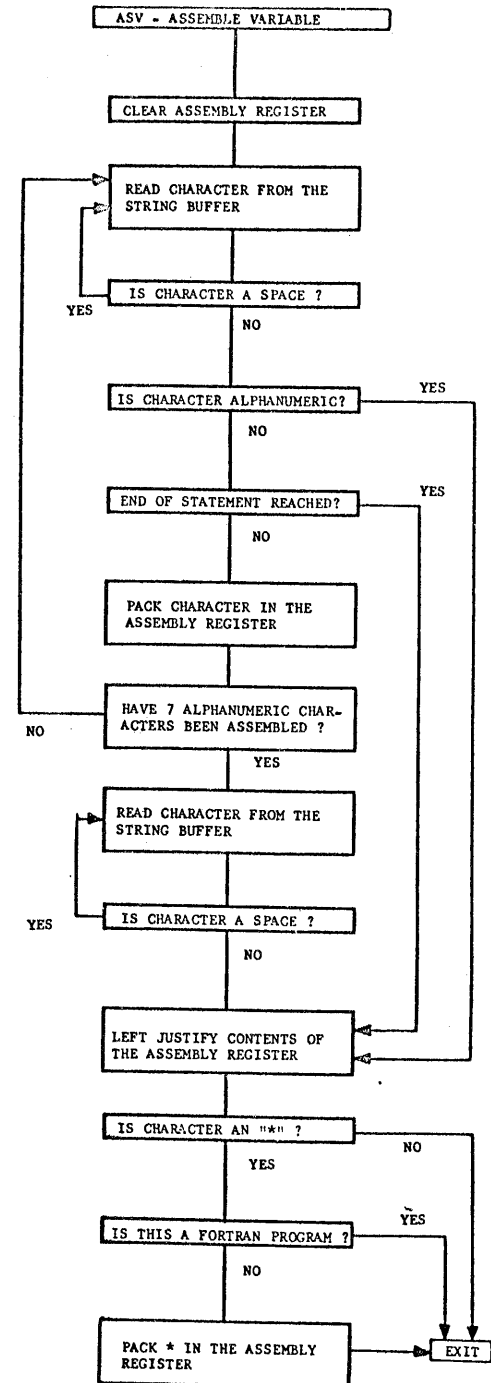 ASV - ASSEMBLE VARIABLE
CLEAR ASSEMBLY REGISTER
READ CHARACTER FROM THE
STRING BUFFER
IS CHARACTER A SPACE ?
YES
NO
IS CHARACTER ALPHANUMERIC?
YES
NO
END OF STATEMENT REACHED?
YES
NO
PACK CHARACTER IN THE
ASSEMBLY REGISTER
HAVE 7 ALPHANUMERIC CHAR-
ACTERS BEEN ASSEMBLED ?
NO
YES
READ CHARACTER FROM THE
STRING BUFFER
IS CHARACTER A SPACE ?
YES
NO
LEFT JUSTIFY CONTENTS OF
THE ASSEMBLY REGISTER
IS CHARACTER AN "*" ?
NO
YES
IS THIS A FORTRAN PROGRAM ?
YES
NO
PACK * IN THE ASSEMBLY
REGISTER
EXIT